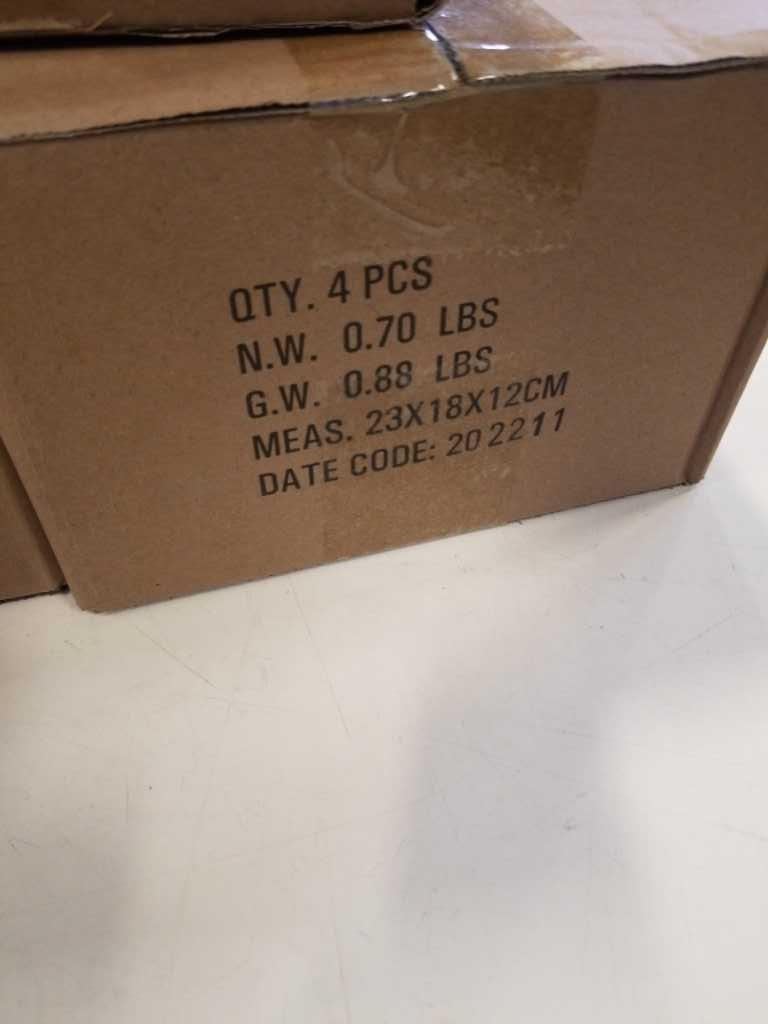 QTY. 4 PCS
N.W. 0.70 LBS
G.W. 0.88 LBS
MEAS. 23X18X12CM
DATE CODE: 202211